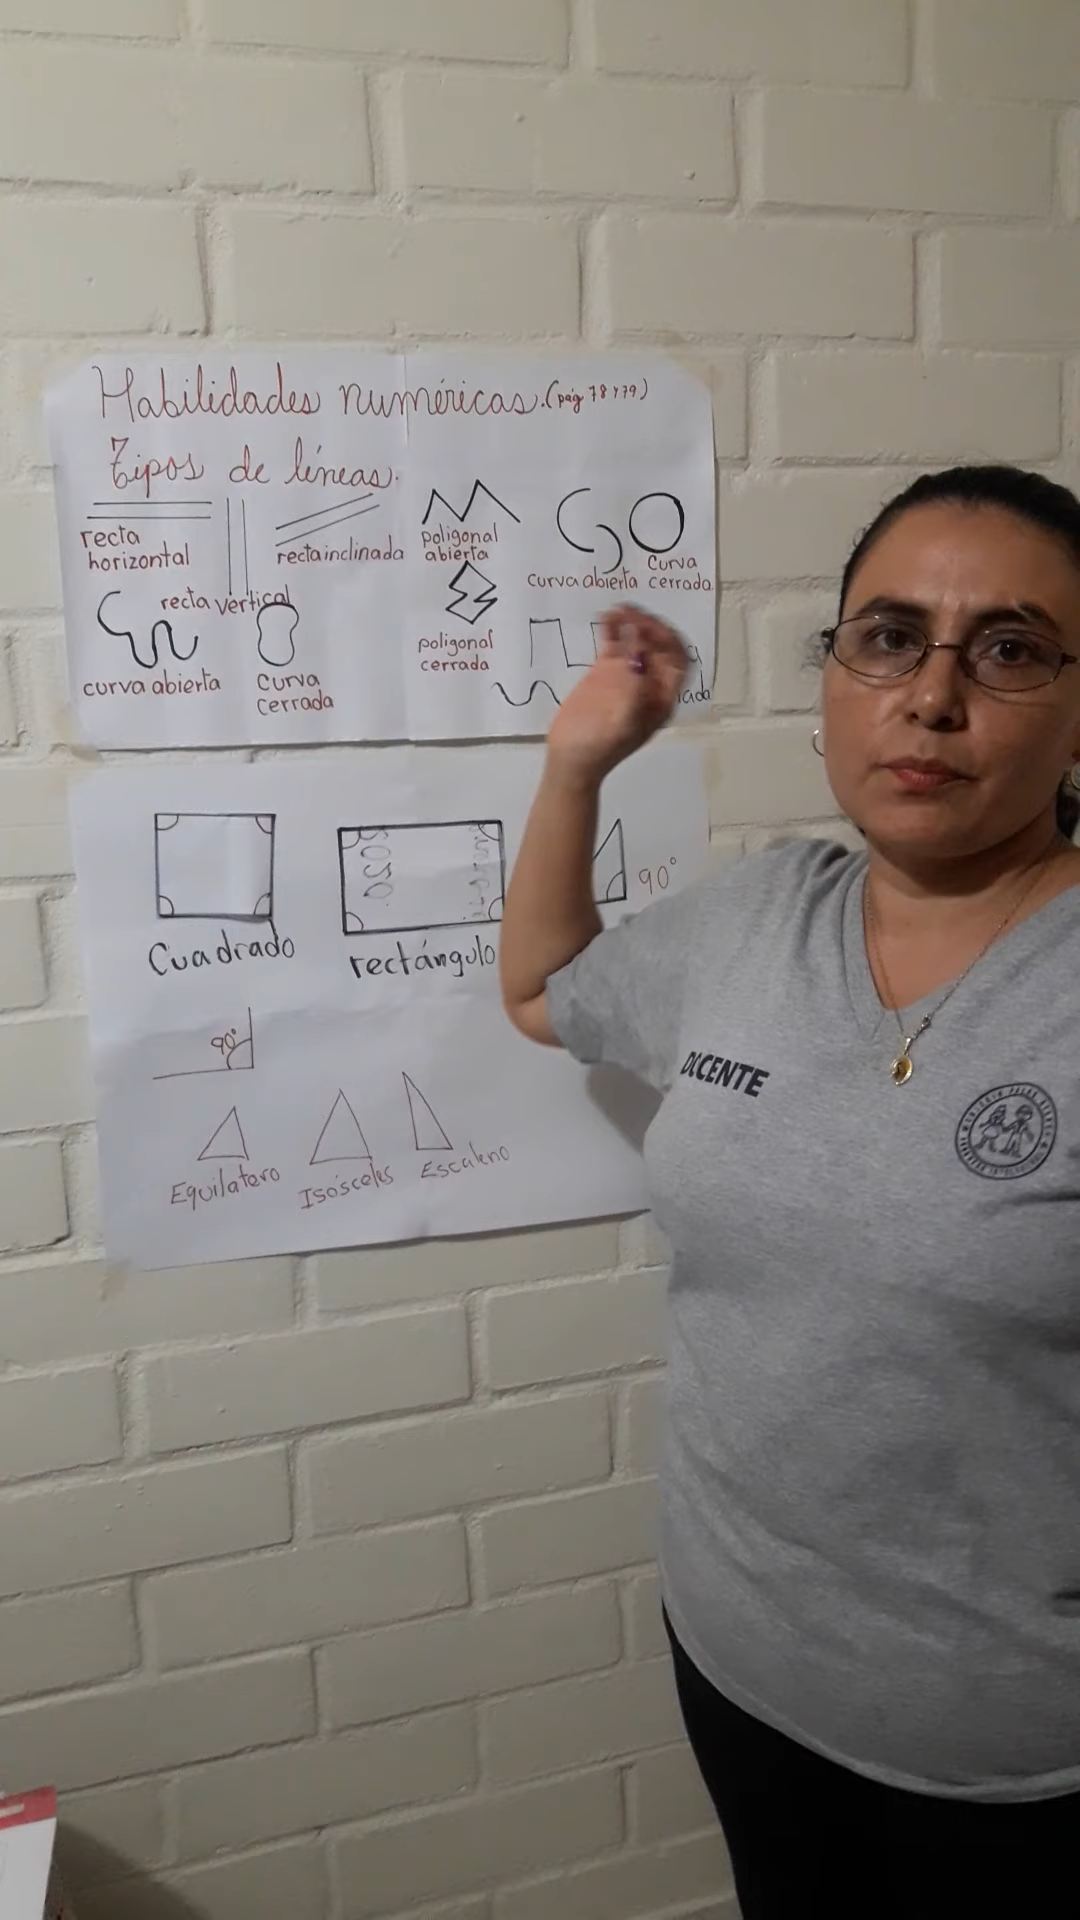 Habilidades numéricas.(pág 78 y 79)
Tipos de líneas.
recta
horizontal
recta vertical
recta inclinada
poligonal
abierta
curva abierta
curva
cerrada
curva abierta
curva
cerrada
poligonal
cerrada
Cuadrado
rectángulo
90°
90°
Equilatero
Isósceles
Escaleno
DOCENTE